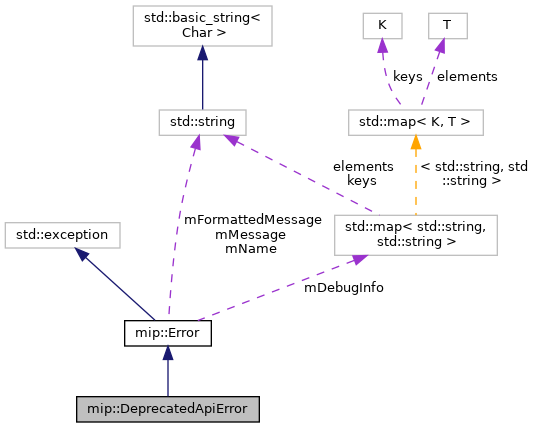 std::basic_string<
Char >
K
T
keys
elements
std::string
std::map< K, T >
elements
keys
< std::string, std
::string >
mFormattedMessage
mMessage
mName
std::map< std::string,
std::string >
std::exception
mDebugInfo
mip::Error
mip::DeprecatedApiError